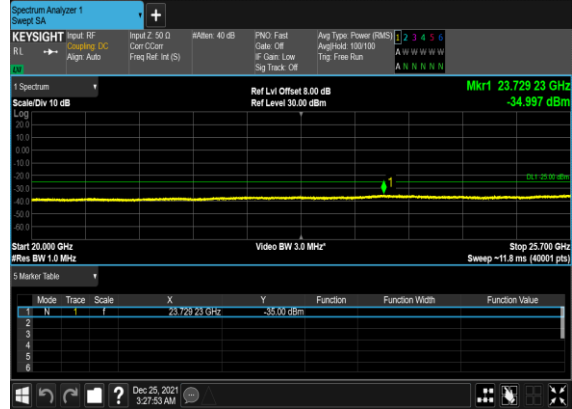 Spectrum Analyzer 1
Swept SA
KEYSIGHT Input: RF Input Z: 50 Ω #Atten: 40 dB PNO: Fast Avg Type: Power (RMS) 1 2 3 4 5 6
RL Coupling: DC Corr CCorr Gate: Off Avg|Hold: 100/100 A W W W W W
Align: Auto Freq Ref: Int (S) IF Gain: Low Trig: Free Run
Sig Track: Off A N N N N N
1 Spectrum Ref Lvl Offset 8.00 dB Mkr1 23.729 23 GHz
Scale/Div 10 dB Ref Level 30.00 dBm -34.997 dBm
Log
20.0
10.0
0.00
-10.0
-20.0
DL1 -25.00 dBm
1
-30.0
-40.0
-50.0
-60.0
Start 20.000 GHz Video BW 3.0 MHz* Stop 25.700 GHz
#Res BW 1.0 MHz Sweep ~11.8 ms (40001 pts)
5 Marker Table
Mode Trace Scale X Y Function Function Width Function Value
1 N 1 f 23.729 23 GHz -35.00 dBm
2
3
4
5
6
? Dec 25, 2021
3:27:53 AM